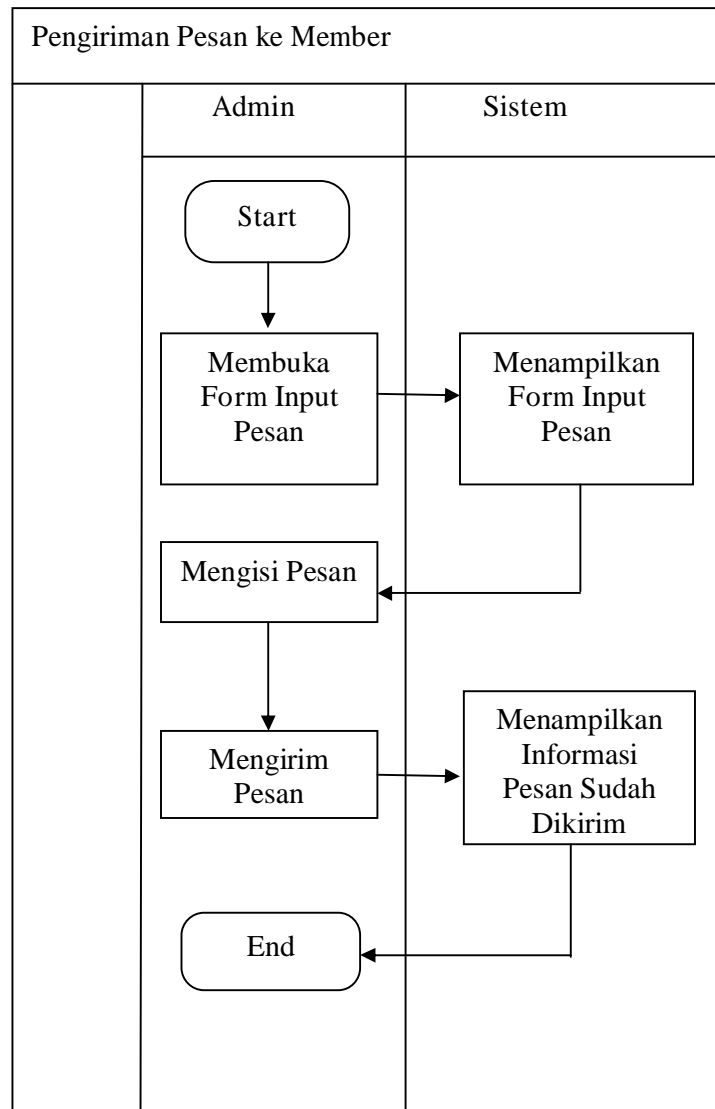 Pengiriman Pesan ke Member
Admin
Sistem
Start
Membuka
Form Input
Pesan
Menampilkan
Form Input
Pesan
Mengisi Pesan
Mengirim
Pesan
Menampilkan
Informasi
Pesan Sudah
Dikirim
End